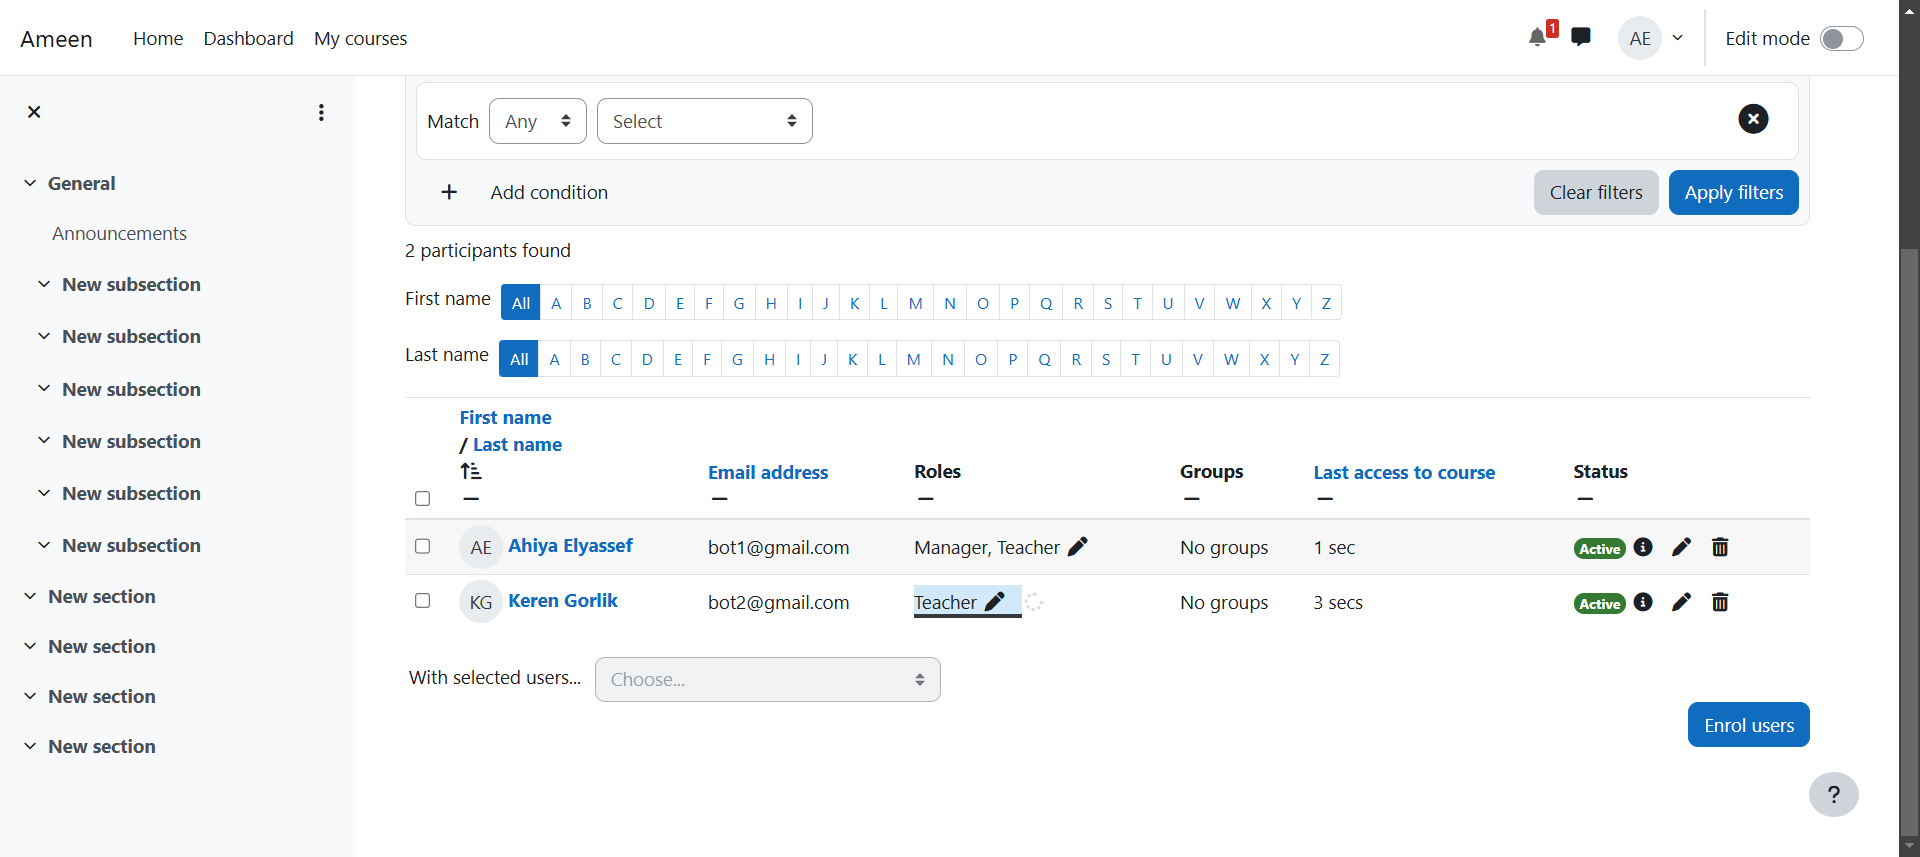 Ameen Home Dashboard My courses 1 AE Edit mode
General
Announcements
New subsection
New subsection
New subsection
New subsection
New subsection
New subsection
New section
New section
New section
New section
Match Any Select
Add condition Clear filters Apply filters
2 participants found
First name All A B C D E F G H I J K L M N O P Q R S T U V W X Y Z
Last name All A B C D E F G H I J K L M N O P Q R S T U V W X Y Z
First name
/ Last name
Email address Roles Groups Last access to course Status
AE Ahiya Elyassef bot1@gmail.com Manager, Teacher No groups 1 sec Active
KG Keren Gorlik bot2@gmail.com Teacher No groups 3 secs Active
With selected users... Choose...
Enrol users
?